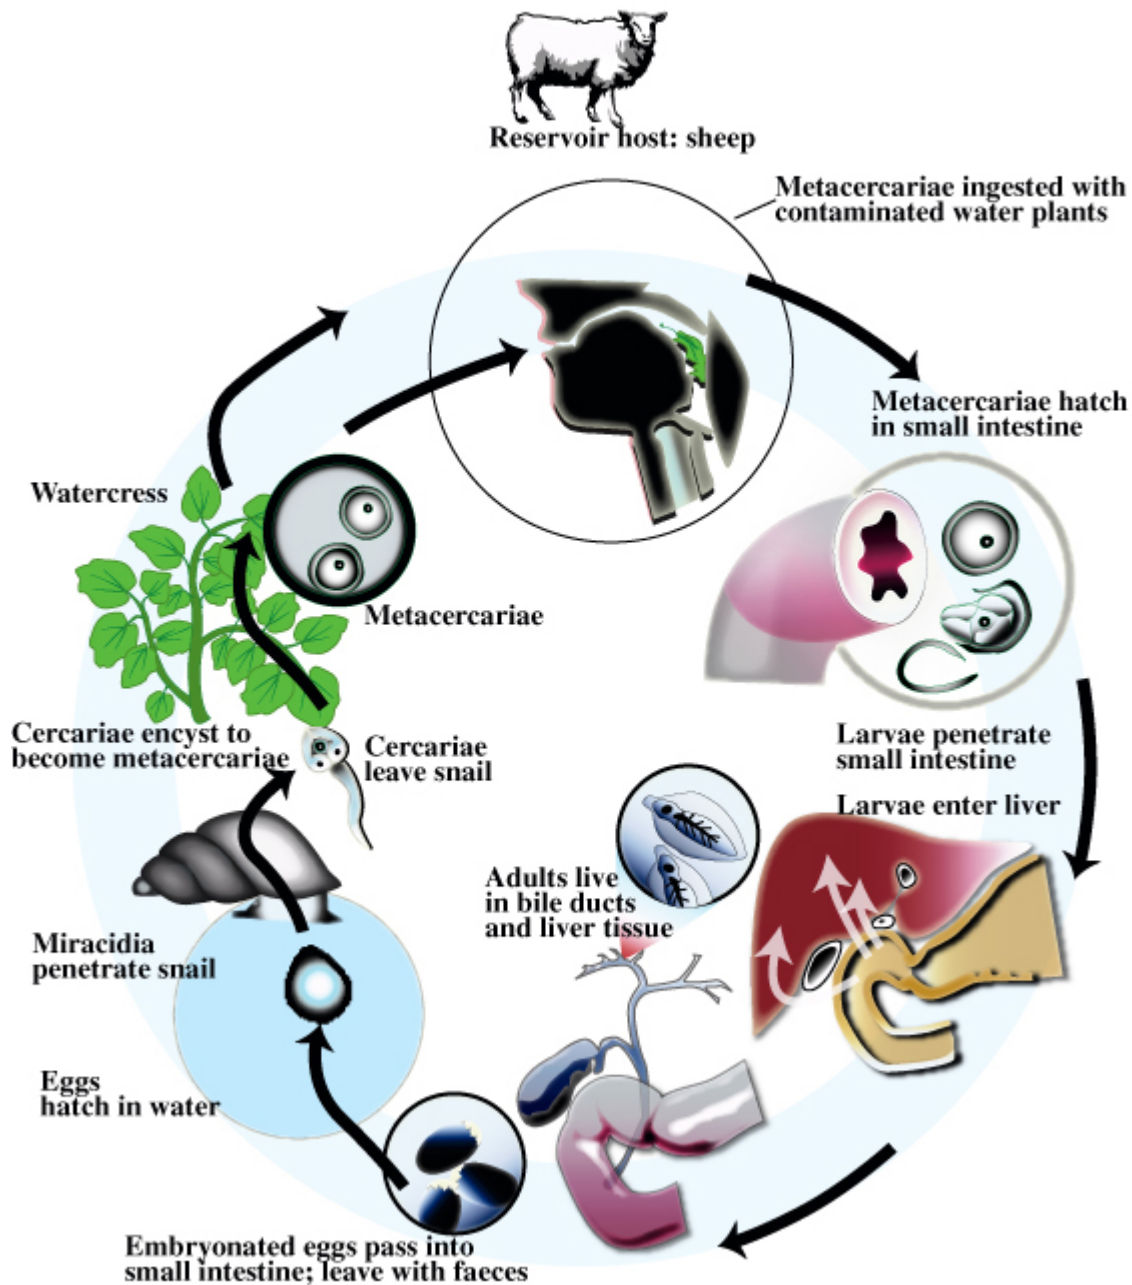 Reservoir host: sheep
Metacercariae ingested with
contaminated water plants
Metacercariae hatch
in small intestine
Watercress
Metacercariae
Cercariae encyst to
become metacercariae
Cercariae
leave snail
Larvae penetrate
small intestine
Larvae enter liver
Adults live
in bile ducts
and liver tissue
Miracidia
penetrate snail
Eggs
hatch in water
Embryonated eggs pass into
small intestine; leave with faeces